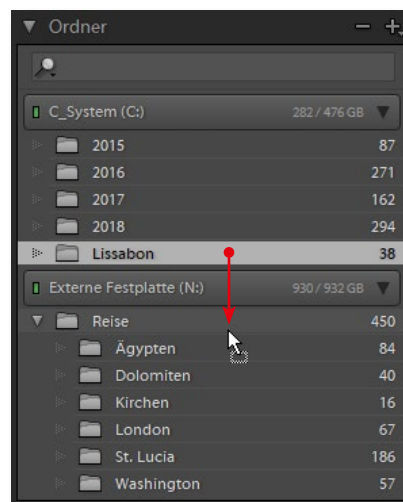 Ordner
C_System (C:) 282 / 476 GB
2015 87
2016 271
2017 162
2018 294
Lissabon 38
Externe Festplatte (N:) 930 / 932 GB
Reise 450
Ägypten 84
Dolomiten 40
Kirchen 16
London 67
St. Lucia 186
Washington 57